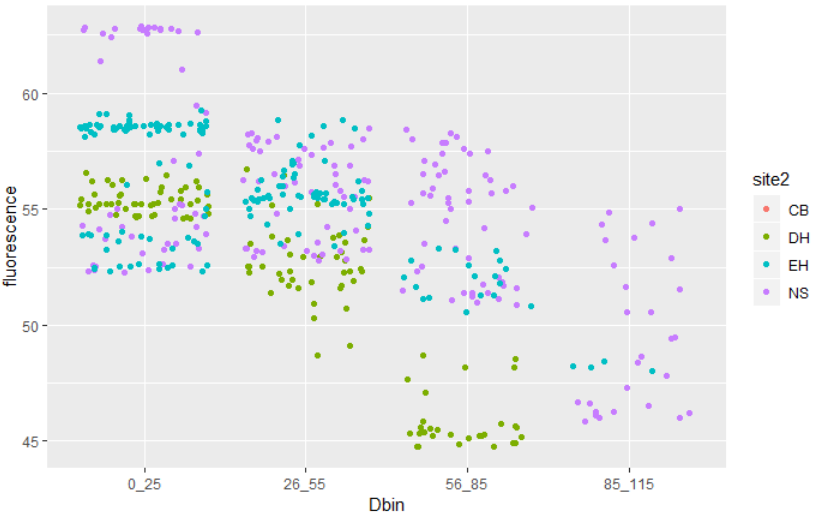 fluorescence
60
55
50
45
0_25
26_55
56_85
85_115
Dbin
site2
CB
DH
EH
NS